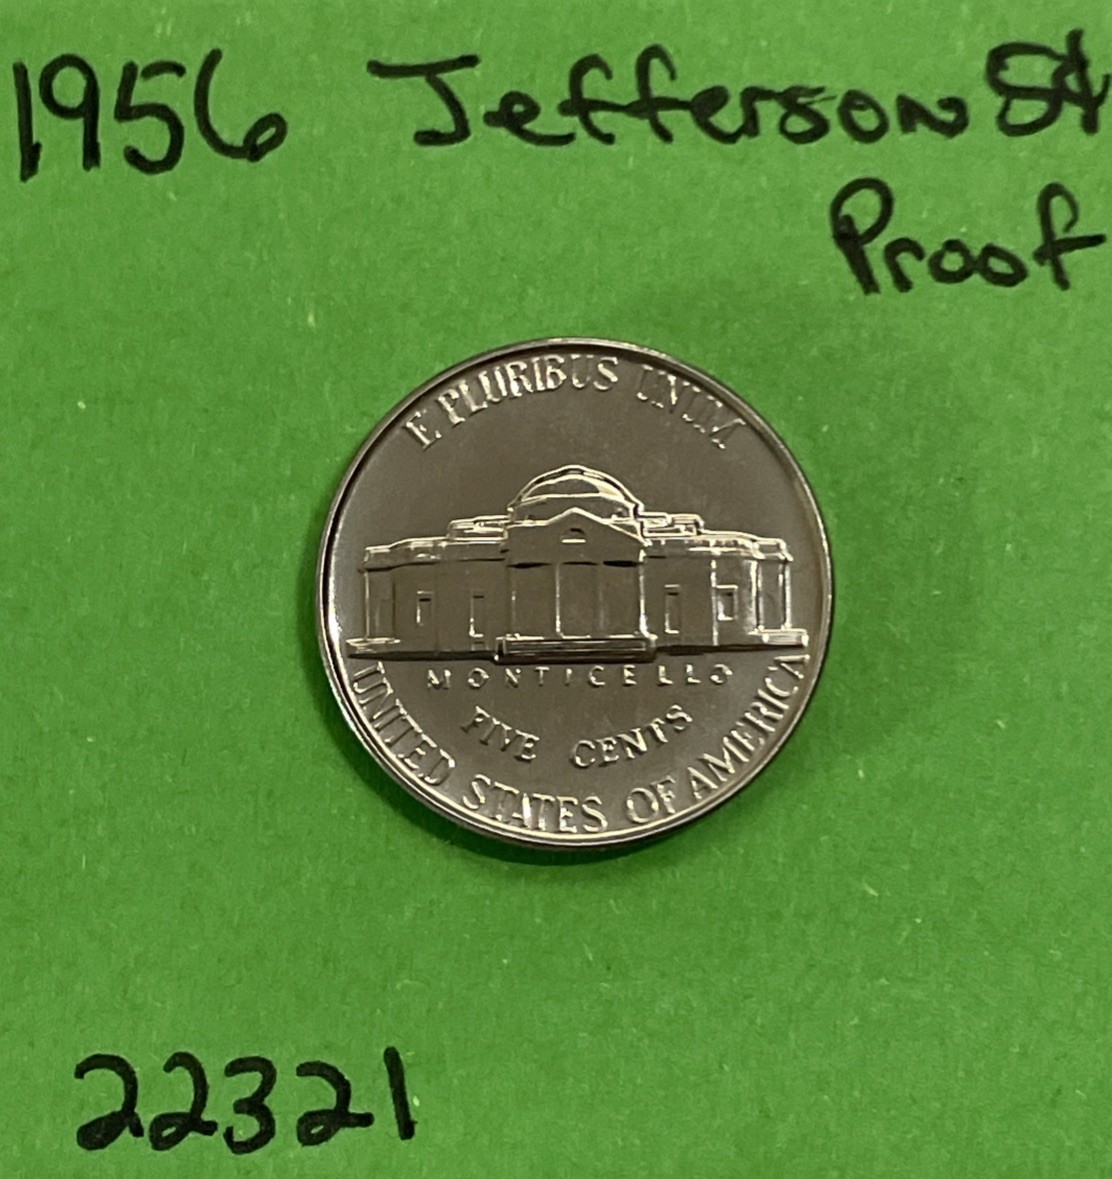 1956 Jefferson 5¢
Proof
E PLURIBUS UNUM
MONTICELLO
FIVE CENTS
UNITED STATES OF AMERICA
22321